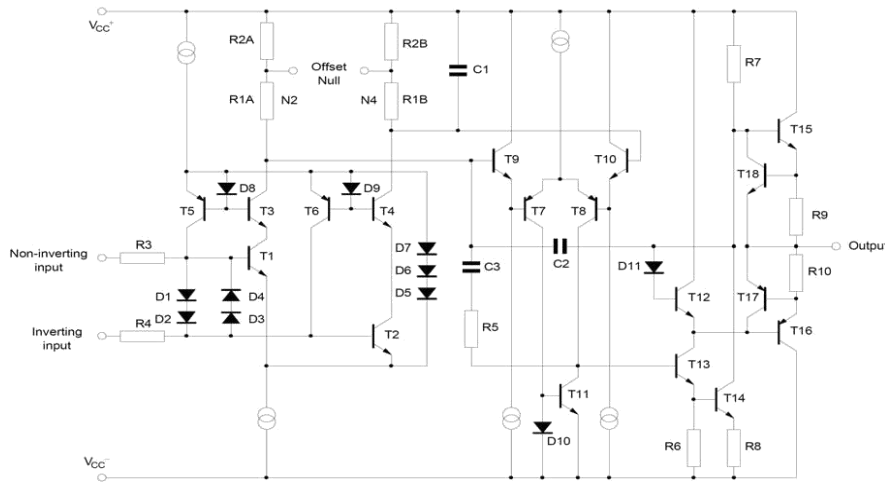 VCC+
R2A
R2B
Offset
Null
C1
R7
R1A
N2
N4
R1B
T15
T9
T10
T18
D8
D9
T5
T3
T6
T4
T7
T8
R9
D7
Non-inverting
input
R3
T1
D6
C2
D11
Output
C3
R10
D1
D4
D5
T12
T17
D2
D3
Inverting
input
R4
T2
R5
T16
T13
T11
T14
D10
R6
R8
VCC-